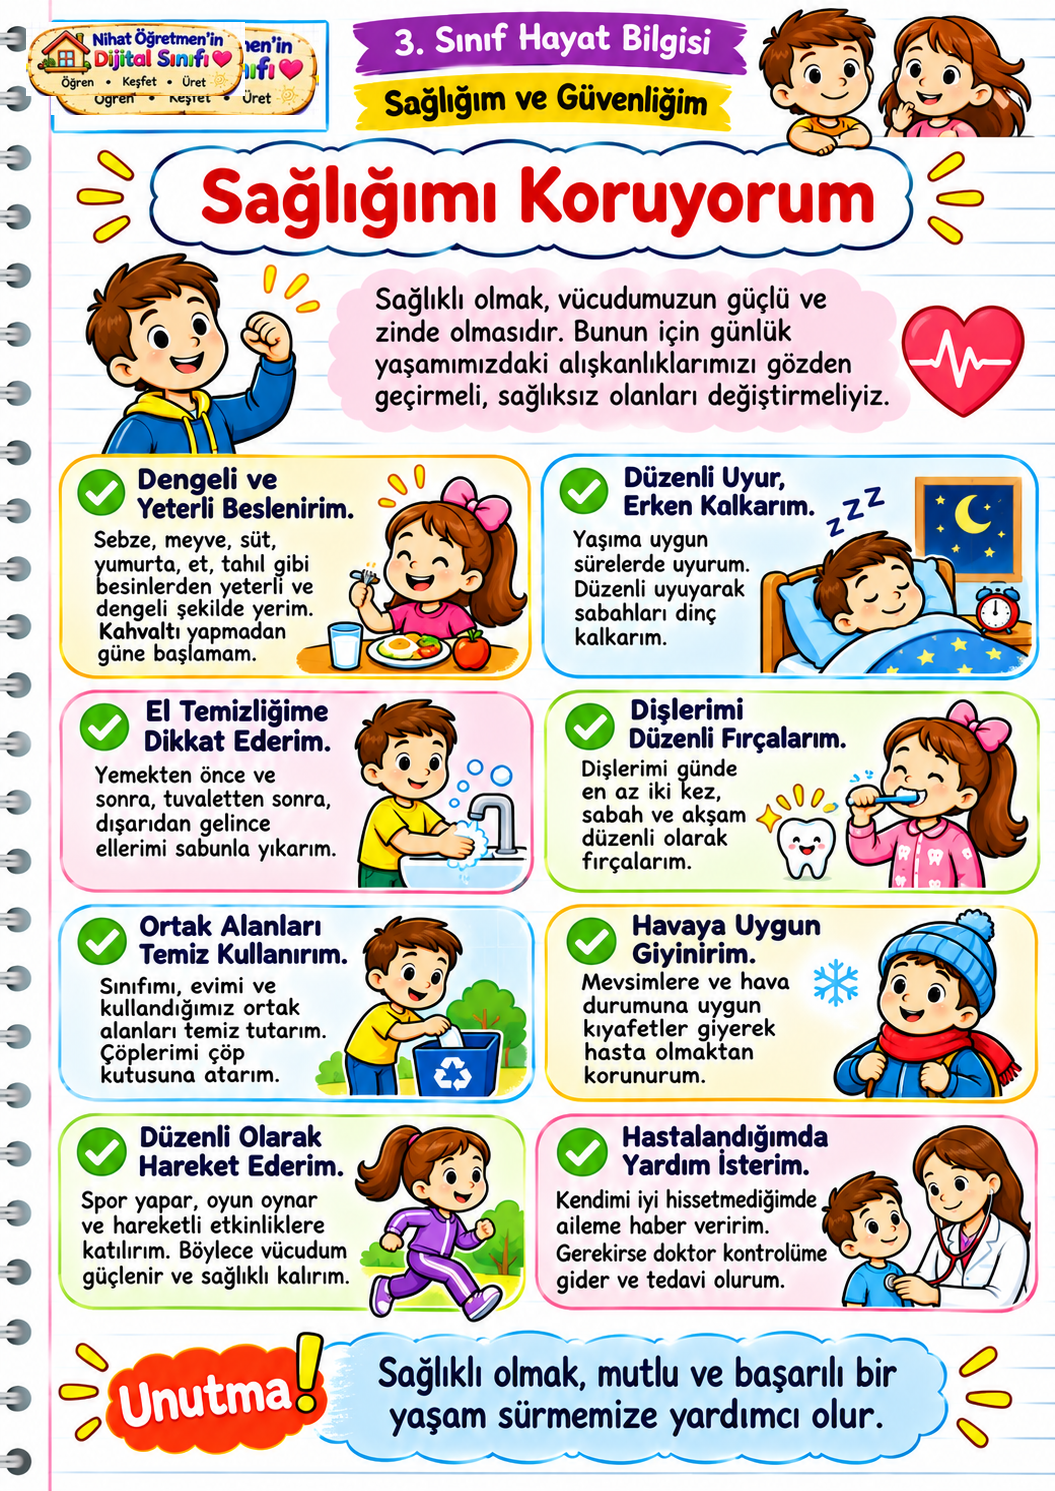 Nihat Öğretmen'in
Dijital Sınıfı
Öğren • Keşfet • Üret
men'in
ıfı
Öğren • Keşfet • Üret
3. Sınıf Hayat Bilgisi
Sağlığım ve Güvenliğim
Sağlığımı Koruyorum
Sağlıklı olmak, vücudumuzun güçlü ve
zinde olmasıdır. Bunun için günlük
yaşamımızdaki alışkanlıklarımızı gözden
geçirmeli, sağlıksız olanları değiştirmeliyiz.
Dengeli ve
Yeterli Beslenirim.
Sebze, meyve, süt,
yumurta, et, tahıl gibi
besinlerden yeterli ve
dengeli şekilde yerim.
Kahvaltı yapmadan
güne başlamam.
Düzenli Uyur,
Erken Kalkarım.
Yaşıma uygun
sürelerde uyurum.
Düzenli uyuyarak
sabahları dinç
kalkarım.
z z z
El Temizliğime
Dikkat Ederim.
Yemekten önce ve
sonra, tuvaletten sonra,
dışarıdan gelince
ellerimi sabunla yıkarım.
Dişlerimi
Düzenli Fırçalarım.
Dişlerimi günde
en az iki kez,
sabah ve akşam
düzenli olarak
fırçalarım.
Ortak Alanları
Temiz Kullanırım.
Sınıfımı, evimi ve
kullandığımız ortak
alanları temiz tutarım.
Çöplerimi çöp
kutusuna atarım.
Havaya Uygun
Giyinirim.
Mevsimlere ve hava
durumuna uygun
kıyafetler giyerek
hasta olmaktan
korunurum.
Düzenli Olarak
Hareket Ederim.
Spor yapar, oyun oynar
ve hareketli etkinliklere
katılırım. Böylece vücudum
güçlenir ve sağlıklı kalırım.
Hastalandığımda
Yardım İsterim.
Kendimi iyi hissetmediğimde
aileme haber veririm.
Gerekirse doktor kontrolüme
gider ve tedavi olurum.
Unutma!
Sağlıklı olmak, mutlu ve başarılı bir
yaşam sürmemize yardımcı olur.